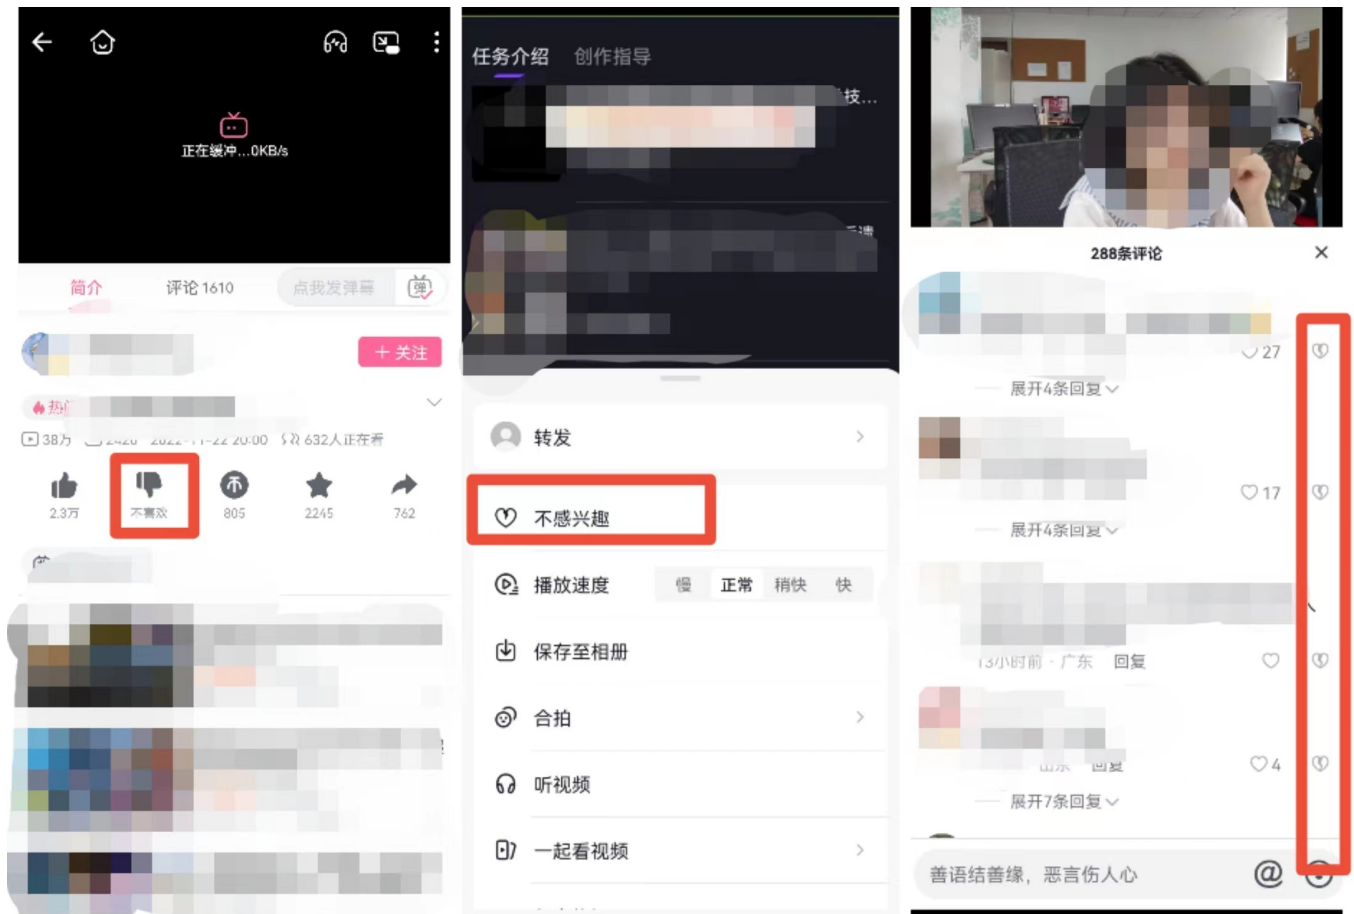 正在缓冲...0KB/s
简介
评论 1610
点我发弹幕
弹
+ 关注
热门
38万 2426 2022-11-22 20:00 632人正在看
2.3万
不喜欢
805
2245
762
任务介绍
创作指导
技...
转发
不感兴趣
播放速度
慢
正常
稍快
快
保存至相册
合拍
听视频
一起看视频
288条评论
27
展开4条回复
17
展开4条回复
13小时前 · 广东 回复
山东 回复
4
展开7条回复
善语结善缘，恶言伤人心
@